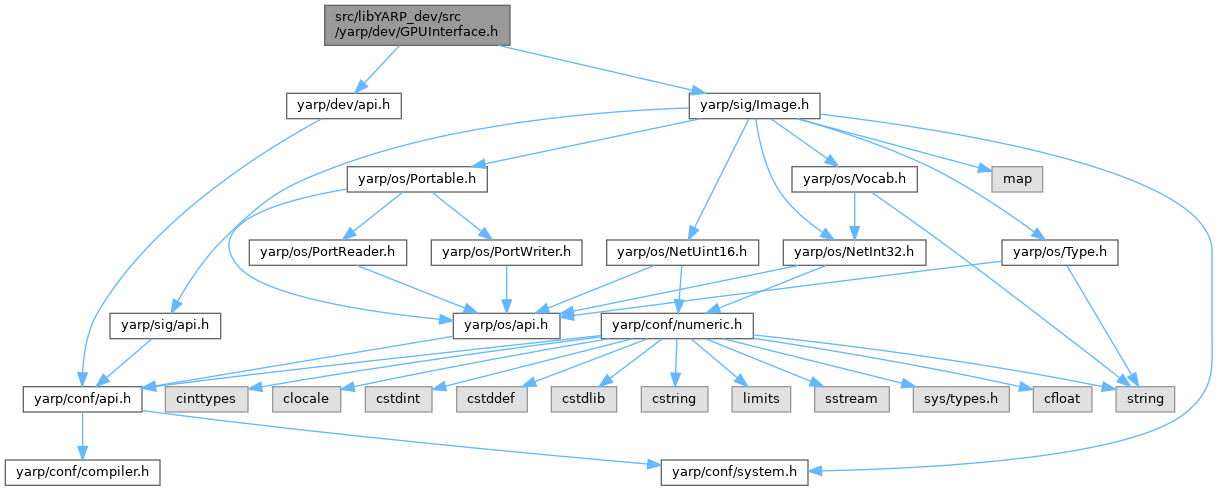 src/libYARP_dev/src
/yarp/dev/GPUInterface.h
yarp/dev/api.h
yarp/sig/Image.h
yarp/os/Portable.h
yarp/os/Vocab.h
map
yarp/os/PortReader.h
yarp/os/PortWriter.h
yarp/os/NetUint16.h
yarp/os/NetInt32.h
yarp/os/Type.h
yarp/sig/api.h
yarp/os/api.h
yarp/conf/numeric.h
yarp/conf/api.h
cinttypes
clocale
cstdint
cstddef
cstdlib
cstring
limits
sstream
sys/types.h
cfloat
string
yarp/conf/compiler.h
yarp/conf/system.h